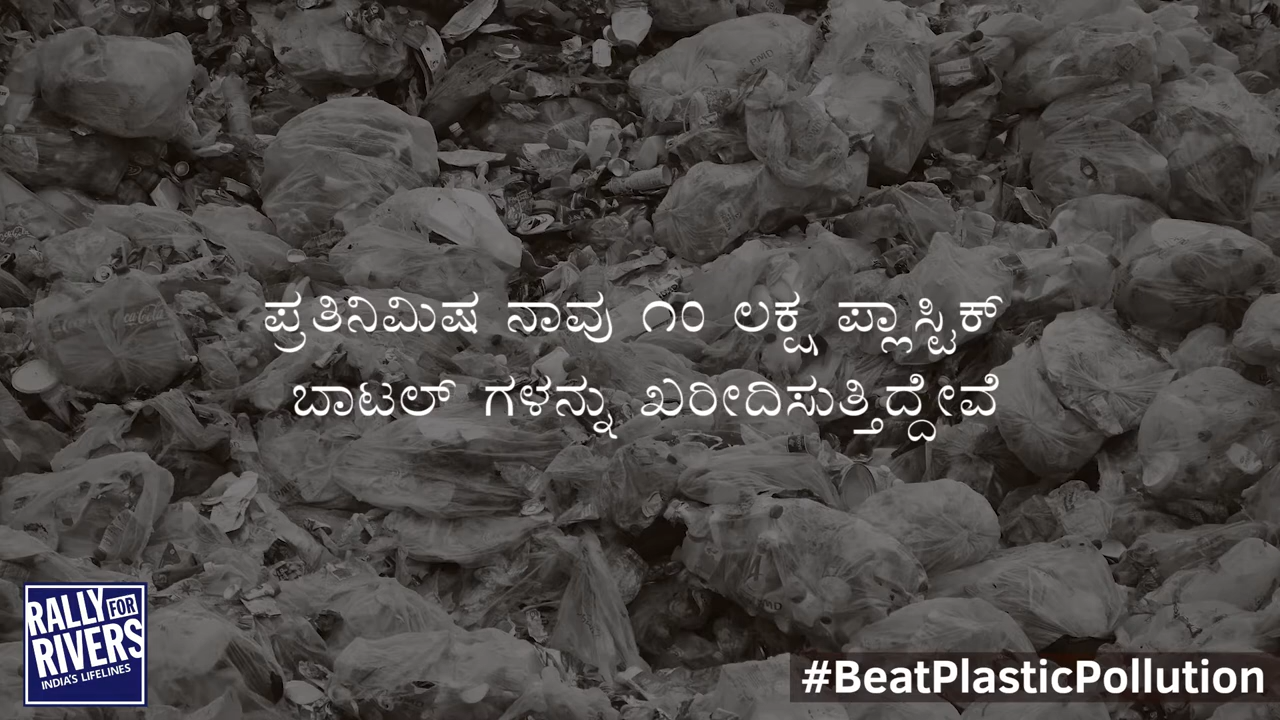 ಪ್ರತಿನಿಮಿಷ ನಾವು ೧೦ ಲಕ್ಷ ಪ್ಲಾಸ್ಟಿಕ್
ಬಾಟಲ್ ಗಳನ್ನು ಖರೀದಿಸುತ್ತಿದ್ದೇವೆ
RALLY FOR
RIVERS
INDIA'S LIFELINES
#BeatPlasticPollution